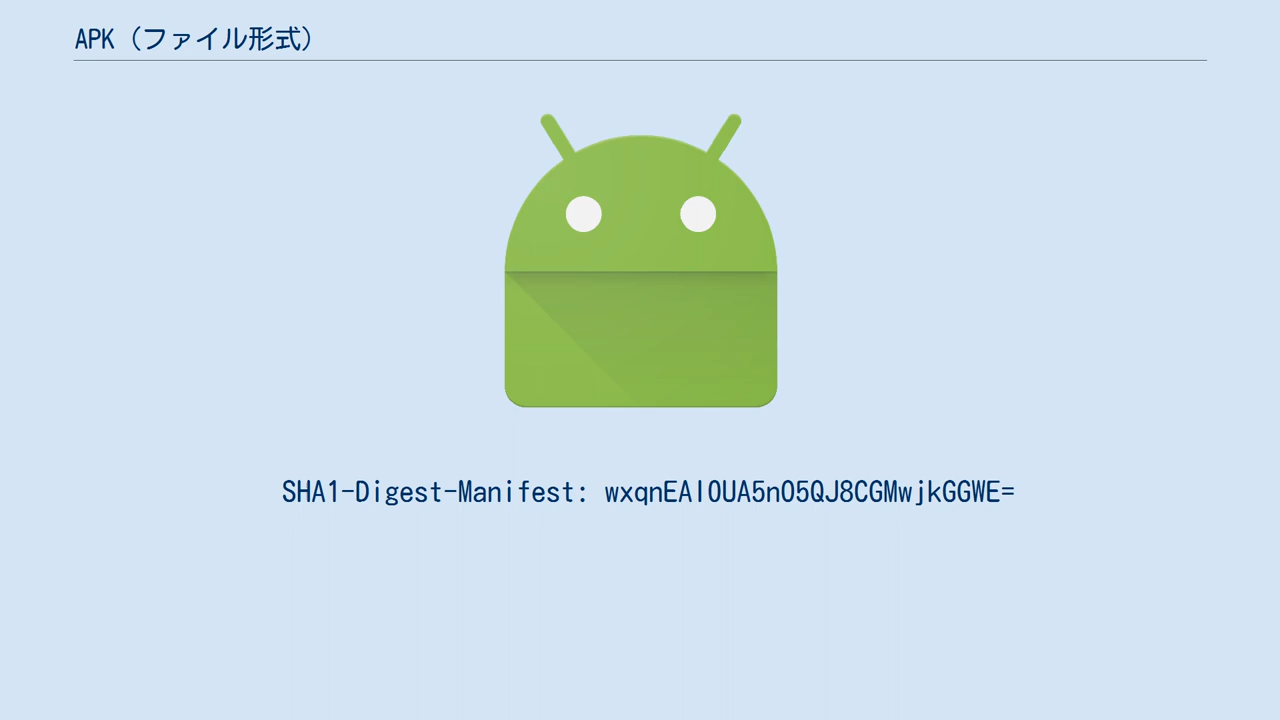 APK（ファイル形式）
SHA1-Digest-Manifest: wxqnEAI0UA5nO5QJ8CGMwjkGGWE=